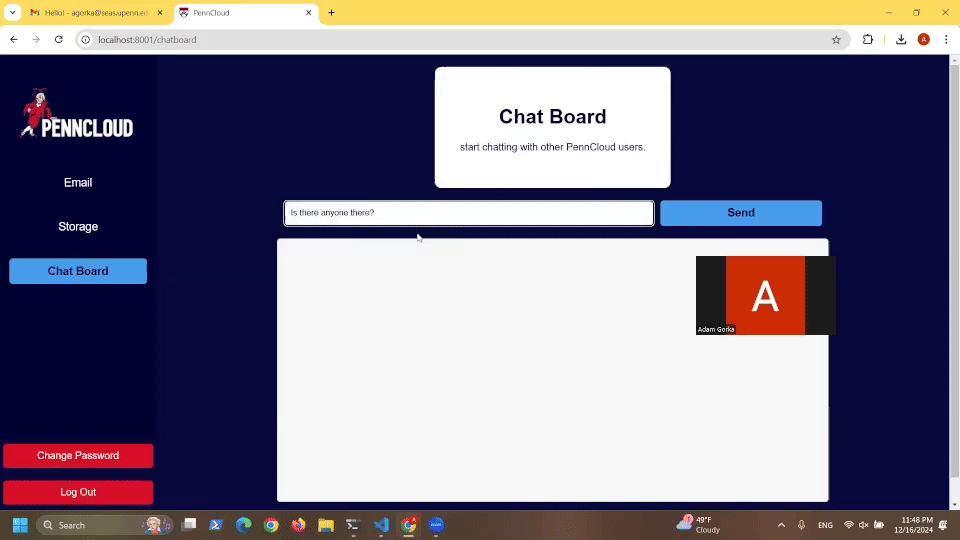 Hello! - agorka@seas.upenn.ed
PennCloud
localhost:8001/chatboard
A
PENNCLOUD
Email
Storage
Chat Board
Change Password
Log Out
Chat Board
start chatting with other PennCloud users.
Is there anyone there?
Send
A
Adam Gorka
Search
49°F
Cloudy
ENG
11:48 PM
12/16/2024